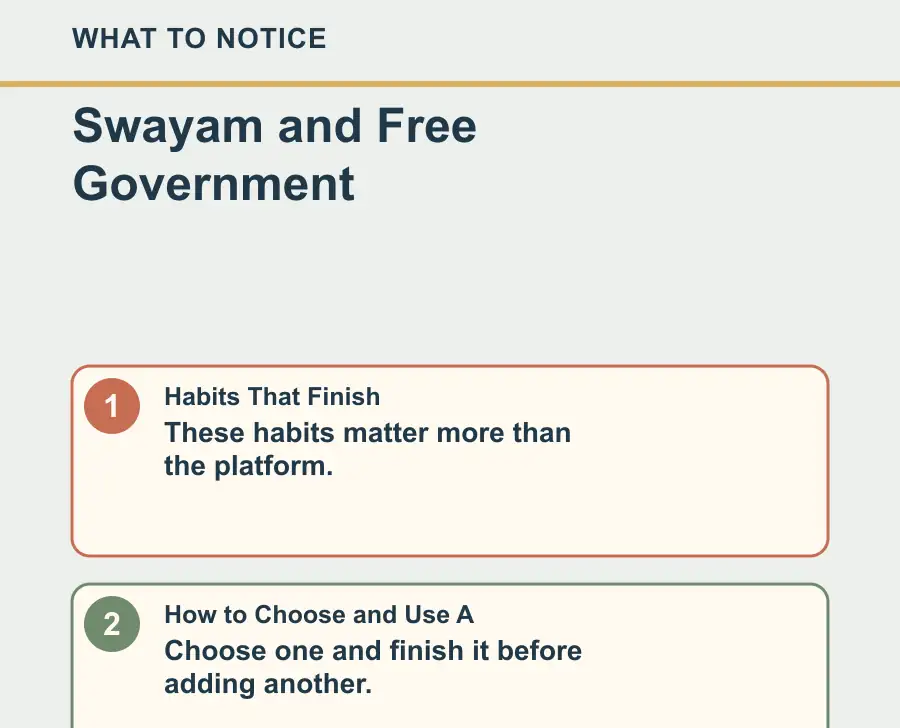 WHAT TO NOTICE
Swayam and Free
Government
1
Habits That Finish
These habits matter more than
the platform.
2
How to Choose and Use A
Choose one and finish it before
adding another.